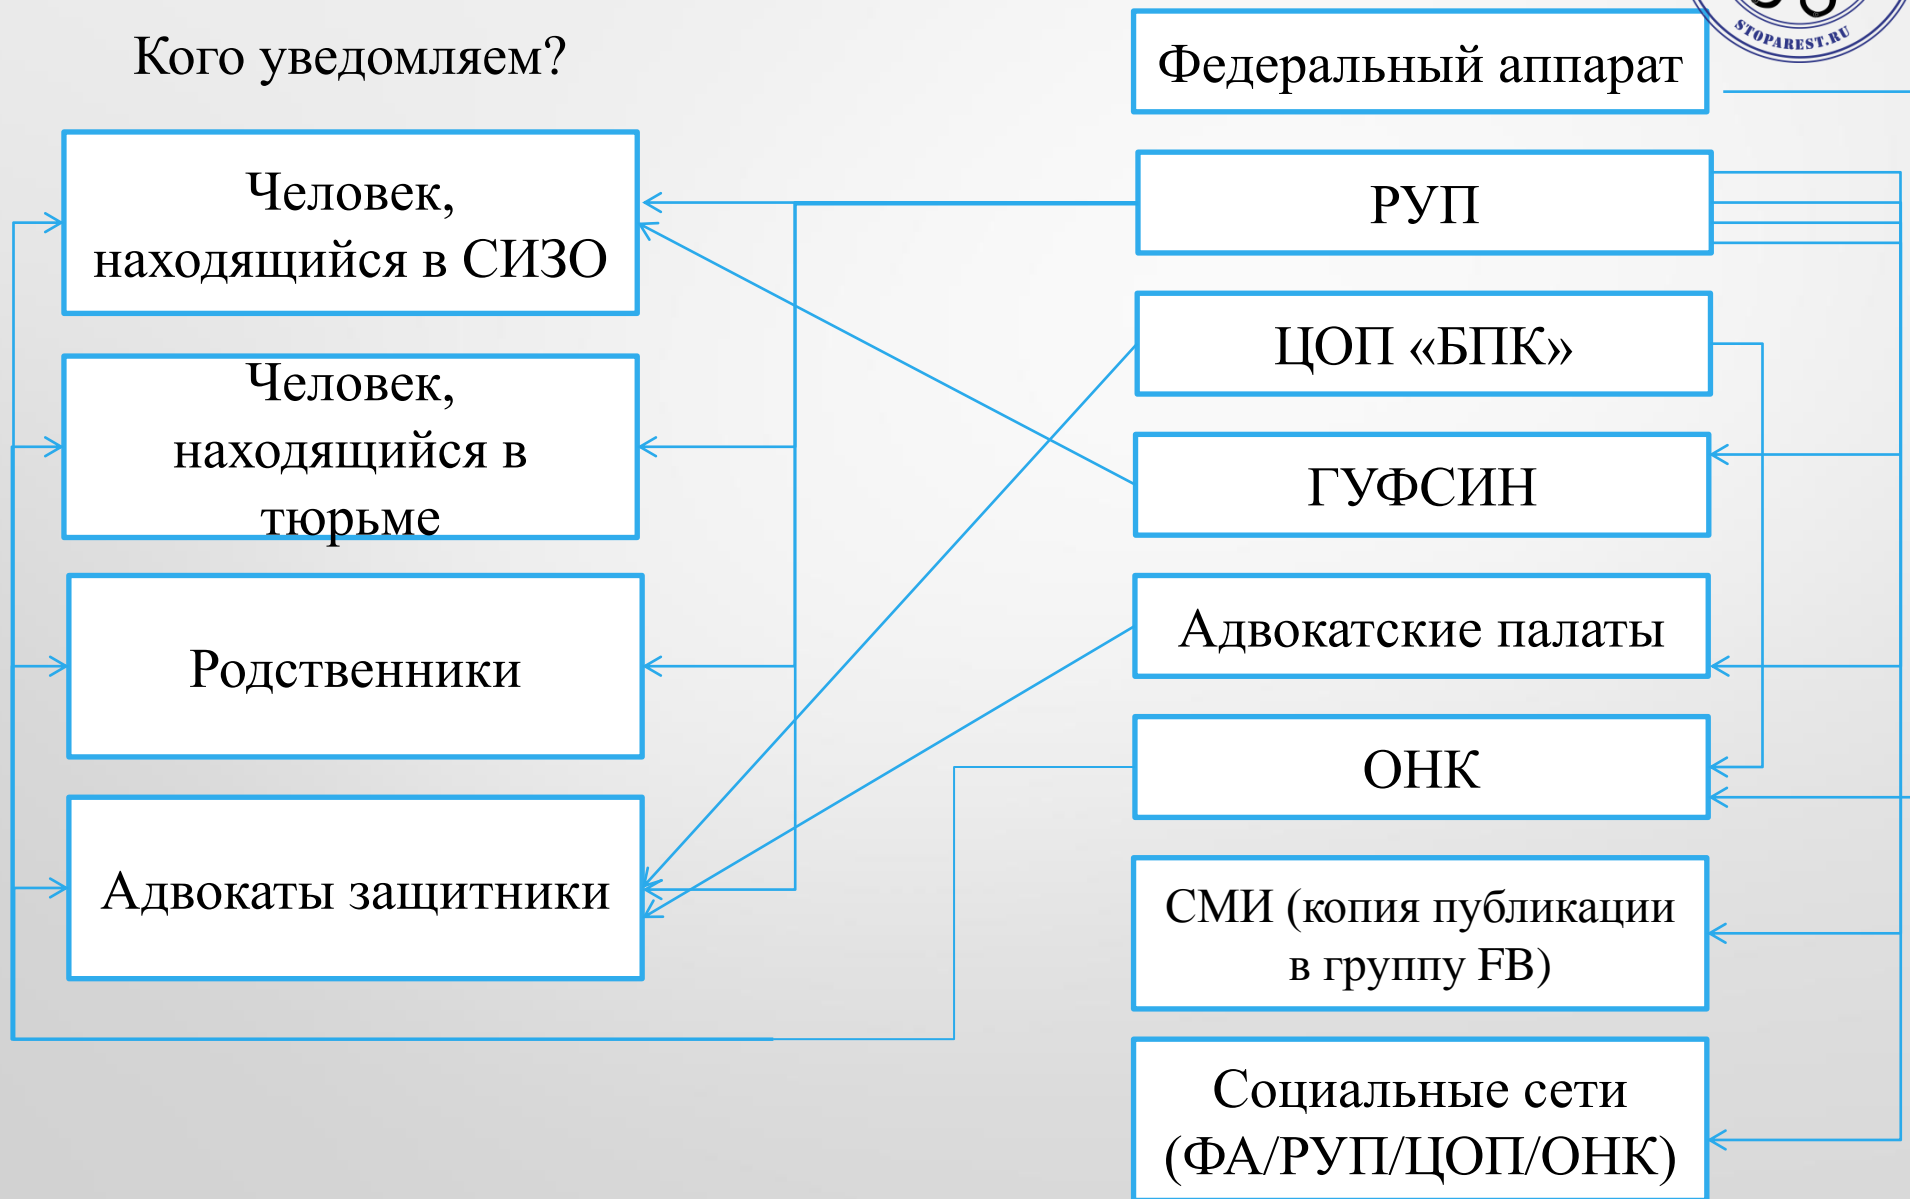 Кого уведомляем?
Человек,
находящийся в СИЗО
Человек,
находящийся в
тюрьме
Родственники
Адвокаты защитники
STOPAREST.RU
Федеральный аппарат
РУП
ЦОП «БПК»
ГУФСИН
Адвокатские палаты
ОНК
СМИ (копия публикации
в группу FB)
Социальные сети
(ФА/РУП/ЦОП/ОНК)